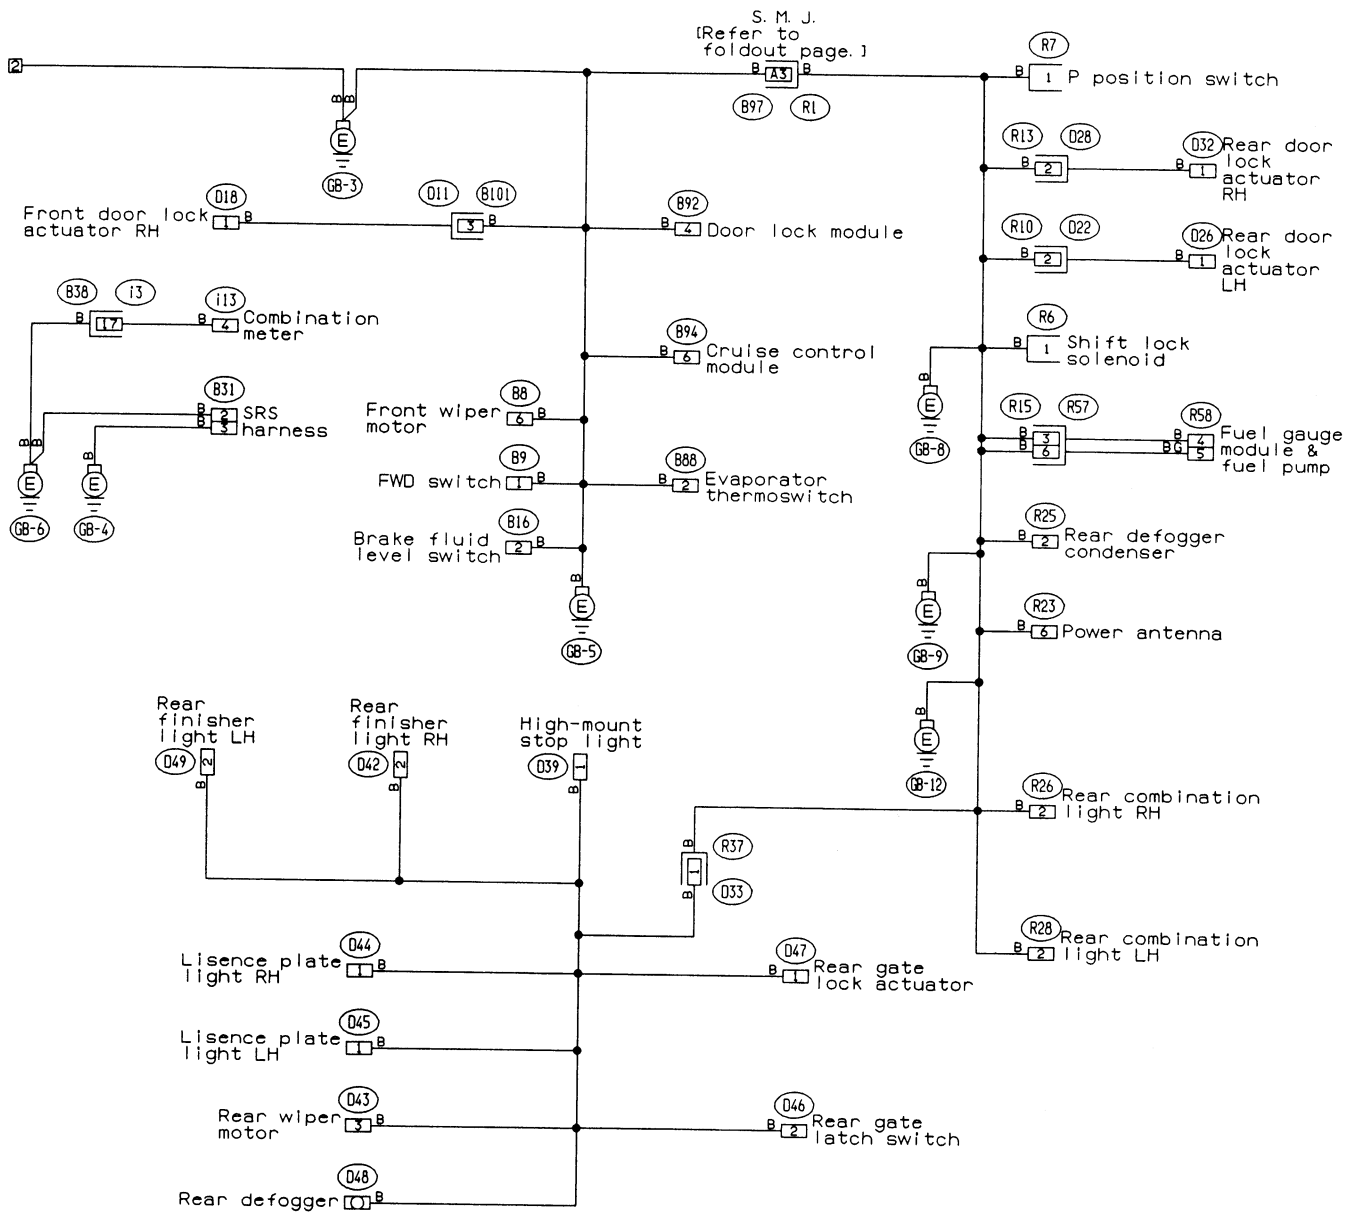 S. M. J.
[Refer to
foldout page.]
2
B
B
B
A3
B
B97
R1
E
GB-3
R7
B
1
P position switch
R13
D28
B
2
D32
B
1
Rear door
lock
actuator
RH
D18
Front door lock
actuator RH
1
B
D11
B101
3
B
B92
B
4
Door lock module
R10
D22
B
2
D26
B
1
Rear door
lock
actuator
LH
B38
i3
B
17
i13
4
Combination
meter
B94
B
6
Cruise control
module
R6
B
1
Shift lock
solenoid
B
E
GB-8
B31
B
2
B
3
SRS
harness
B
B
B
E
E
GB-6
GB-4
B8
Front wiper
motor
6
B
B9
FWD switch
1
B
B88
B
2
Evaporator
thermoswitch
B16
Brake fluid
level switch
2
B
B
E
GB-5
R15
R57
B
3
B
6
R58
B
4
BG
5
Fuel gauge
module &
fuel pump
R25
B
2
Rear defogger
condenser
B
E
GB-9
R23
B
6
Power antenna
B
E
GB-12
Rear
finisher
light LH
D49
2
B
Rear
finisher
light RH
D42
2
B
High-mount
stop light
D39
1
B
R26
B
2
Rear combination
light RH
B
R37
1
D33
B
R28
B
2
Rear combination
light LH
D44
Lisence plate
light RH
1
B
D47
B
1
Rear gate
lock actuator
D45
Lisence plate
light LH
1
B
D43
Rear wiper
motor
3
B
D46
B
2
Rear gate
latch switch
D48
Rear defogger
B